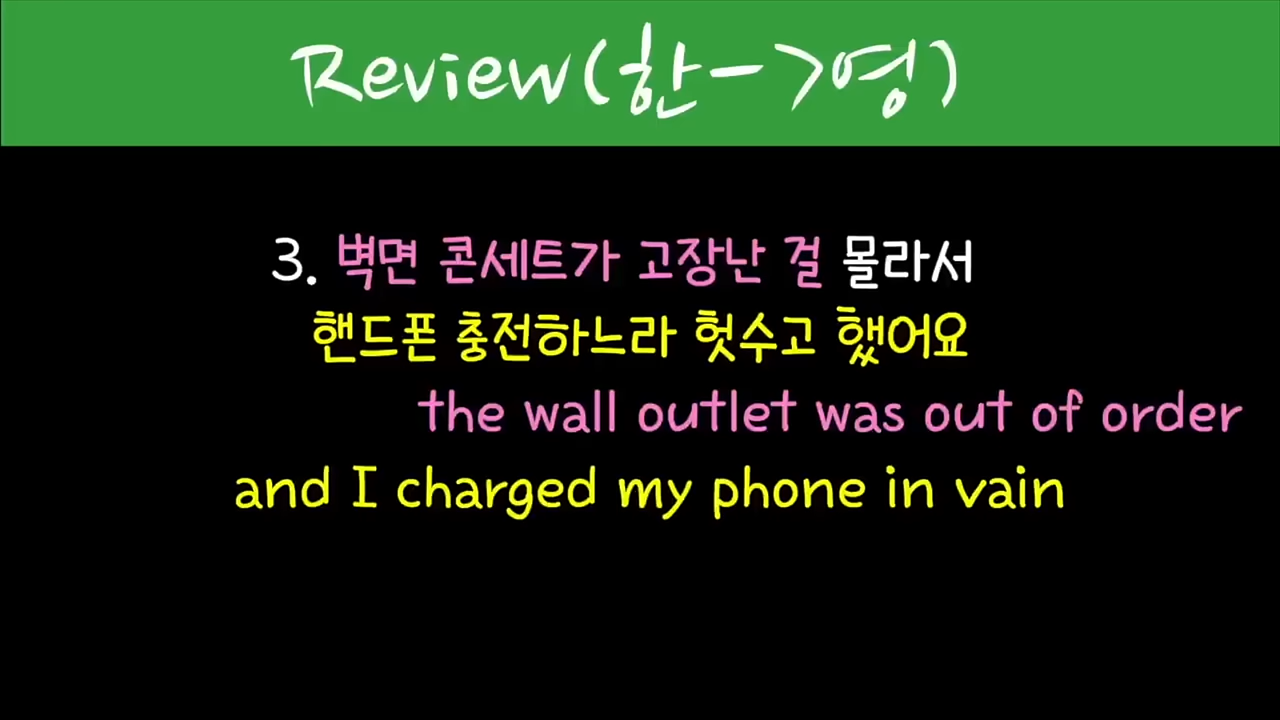 Review(한->영)
3. 벽면 콘세트가 고장난 걸 몰라서
핸드폰 충전하느라 헛수고 했어요
the wall outlet was out of order
and I charged my phone in vain